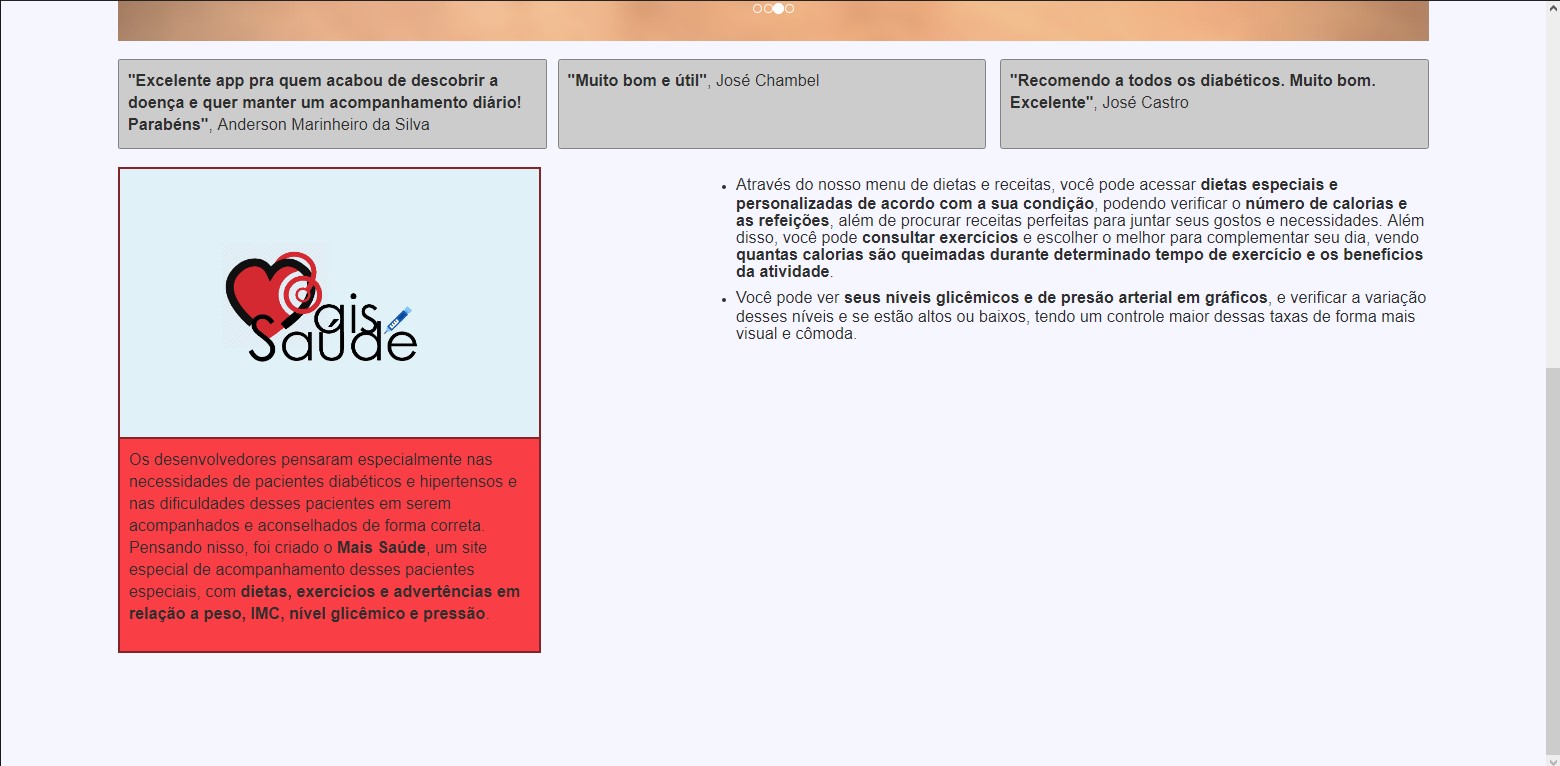 "Excelente app pra quem acabou de descobrir a
doença e quer manter um acompanhamento diário!
Parabéns", Anderson Marinheiro da Silva
"Muito bom e útil", José Chambel
"Recomendo a todos os diabéticos. Muito bom.
Excelente", José Castro
ais
Saúde
Os desenvolvedores pensaram especialmente nas
necessidades de pacientes diabéticos e hipertensos e
nas dificuldades desses pacientes em serem
acompanhados e aconselhados de forma correta.
Pensando nisso, foi criado o Mais Saúde, um site
especial de acompanhamento desses pacientes
especiais, com dietas, exercícios e advertências em
relação a peso, IMC, nível glicêmico e pressão.
• Através do nosso menu de dietas e receitas, você pode acessar dietas especiais e
personalizadas de acordo com a sua condição, podendo verificar o número de calorias e
as refeições, além de procurar receitas perfeitas para juntar seus gostos e necessidades. Além
disso, você pode consultar exercícios e escolher o melhor para complementar seu dia, vendo
quantas calorias são queimadas durante determinado tempo de exercício e os benefícios
da atividade.
• Você pode ver seus níveis glicêmicos e de presão arterial em gráficos, e verificar a variação
desses níveis e se estão altos ou baixos, tendo um controle maior dessas taxas de forma mais
visual e cômoda.